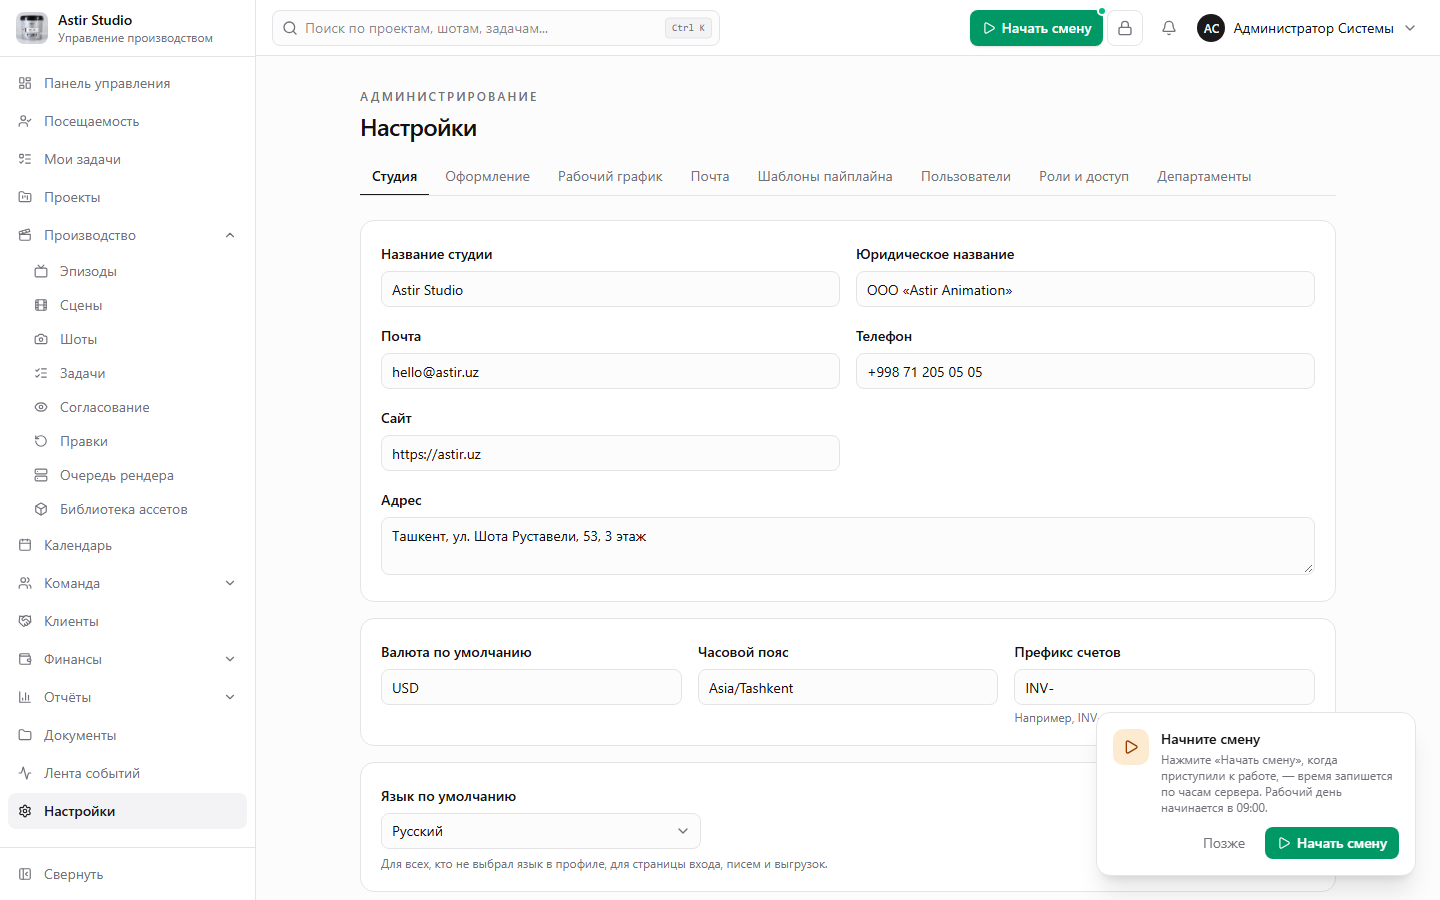 Astir Studio
Управление производством
Поиск по проектам, шотам, задачам...
Ctrl K
Начать смену
АС
Администратор Системы
Панель управления
Посещаемость
Мои задачи
Проекты
Производство
Эпизоды
Сцены
Шоты
Задачи
Согласование
Правки
Очередь рендера
Библиотека ассетов
Календарь
Команда
Клиенты
Финансы
Отчёты
Документы
Лента событий
Настройки
Свернуть
АДМИНИСТРИРОВАНИЕ
Настройки
Студия
Оформление
Рабочий график
Почта
Шаблоны пайплайна
Пользователи
Роли и доступ
Департаменты
Название студии
Юридическое название
Astir Studio
ООО «Astir Animation»
Почта
Телефон
hello@astir.uz
+998 71 205 05 05
Сайт
https://astir.uz
Адрес
Ташкент, ул. Шота Руставели, 53, 3 этаж
Валюта по умолчанию
Часовой пояс
Префикс счетов
USD
Asia/Tashkent
INV-
Например, INV-
Язык по умолчанию
Русский
Для всех, кто не выбрал язык в профиле, для страницы входа, писем и выгрузок.
Начните смену
Нажмите «Начать смену», когда
приступили к работе, — время запишется
по часам сервера. Рабочий день
начинается в 09:00.
Позже
Начать смену